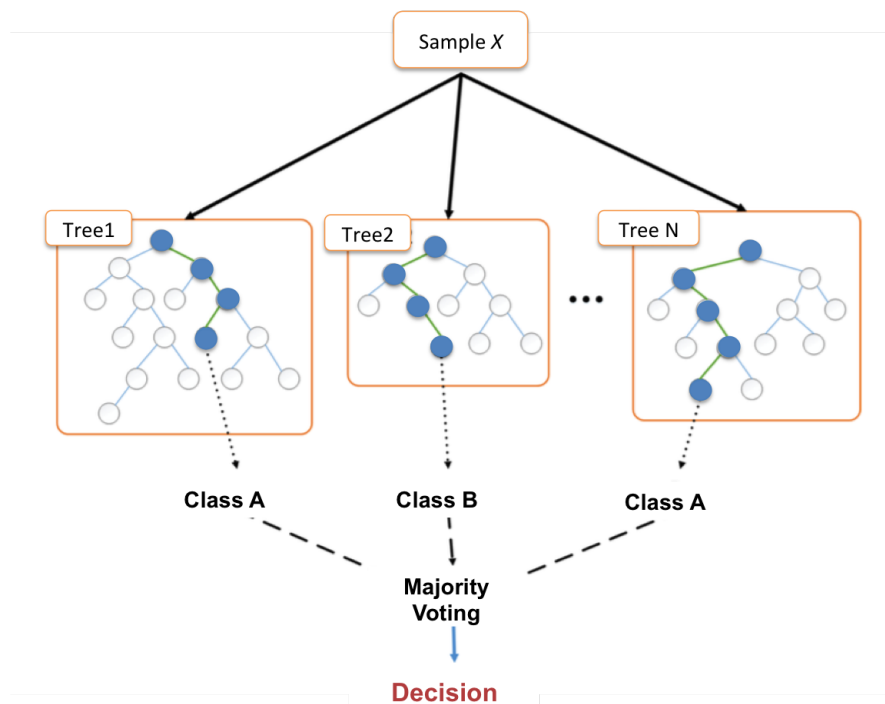 Sample X
Tree1
Tree2
Tree N
Class A
Class B
Class A
Majority
Voting
Decision